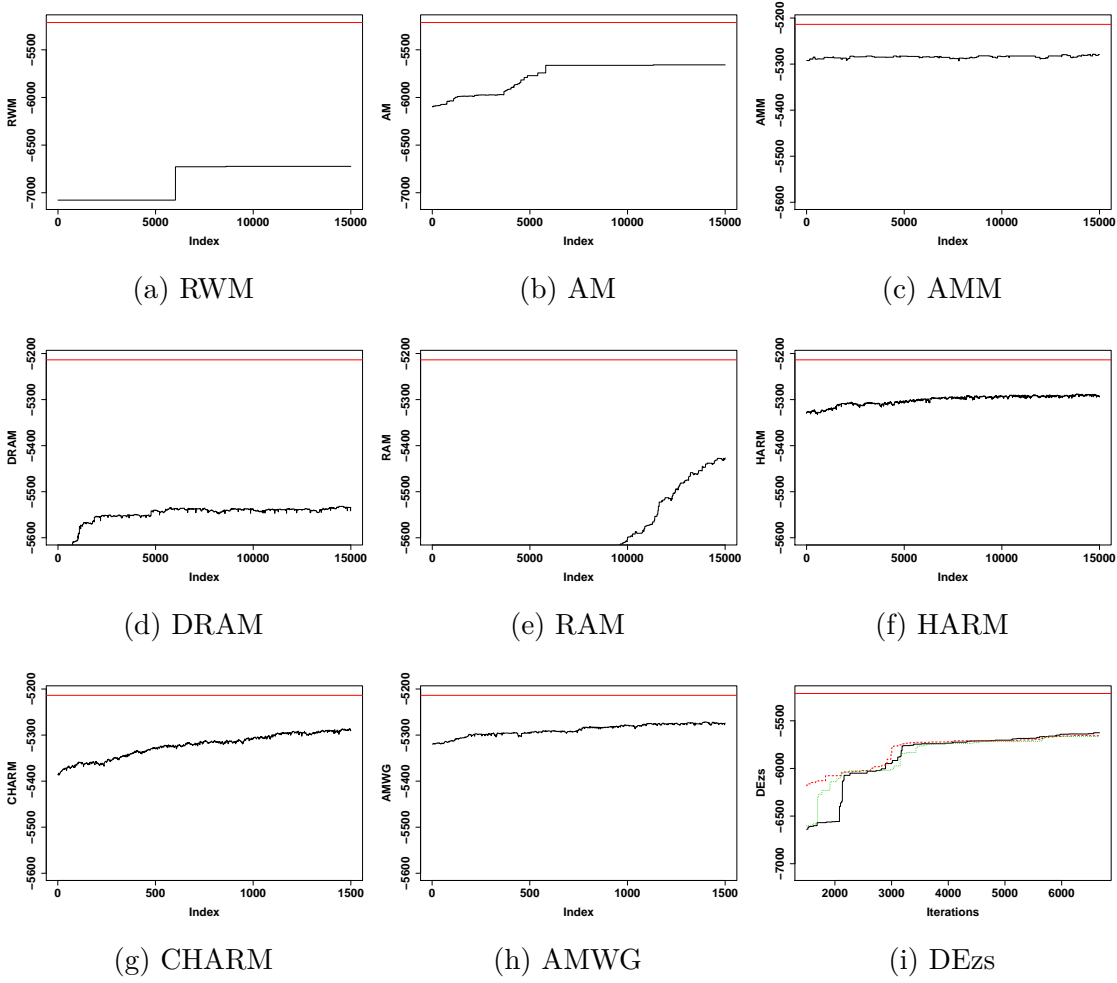 RWM
−7000 −6500 −6000 −5500
0 5000 10000 15000
Index
(a) RWM
AM
−7000 −6500 −6000 −5500
0 5000 10000 15000
Index
(b) AM
AMM
−5600 −5500 −5400 −5300 −5200
0 5000 10000 15000
Index
(c) AMM
DRAM
−5600 −5500 −5400 −5300 −5200
0 5000 10000 15000
Index
(d) DRAM
RAM
−5600 −5500 −5400 −5300 −5200
0 5000 10000 15000
Index
(e) RAM
HARM
−5600 −5500 −5400 −5300 −5200
0 5000 10000 15000
Index
(f) HARM
CHARM
−5600 −5500 −5400 −5300 −5200
0 500 1000 1500
Index
(g) CHARM
AMWG
−5600 −5500 −5400 −5300 −5200
0 500 1000 1500
Index
(h) AMWG
DEzs
−7000 −6500 −6000 −5500
2000 3000 4000 5000 6000
Iterations
(i) DEzs